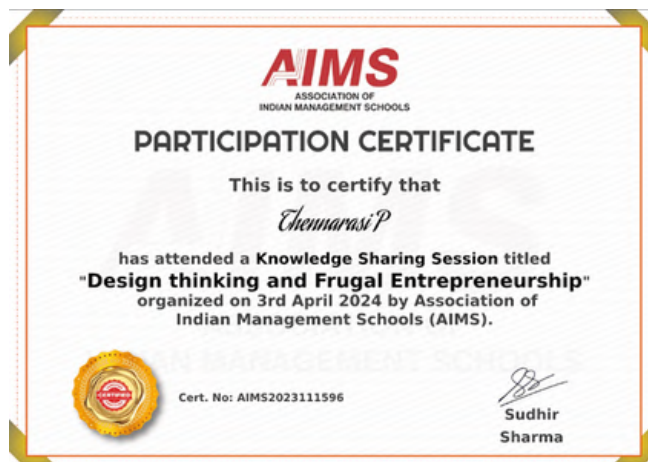 AIMS
ASSOCIATION OF
INDIAN MANAGEMENT SCHOOLS
PARTICIPATION CERTIFICATE
This is to certify that
Thennarasi P
has attended a Knowledge Sharing Session titled
"Design thinking and Frugal Entrepreneurship"
organized on 3rd April 2024 by Association of
Indian Management Schools (AIMS).
CERTIFIED
Cert. No: AIMS2023111596
Sudhir
Sharma